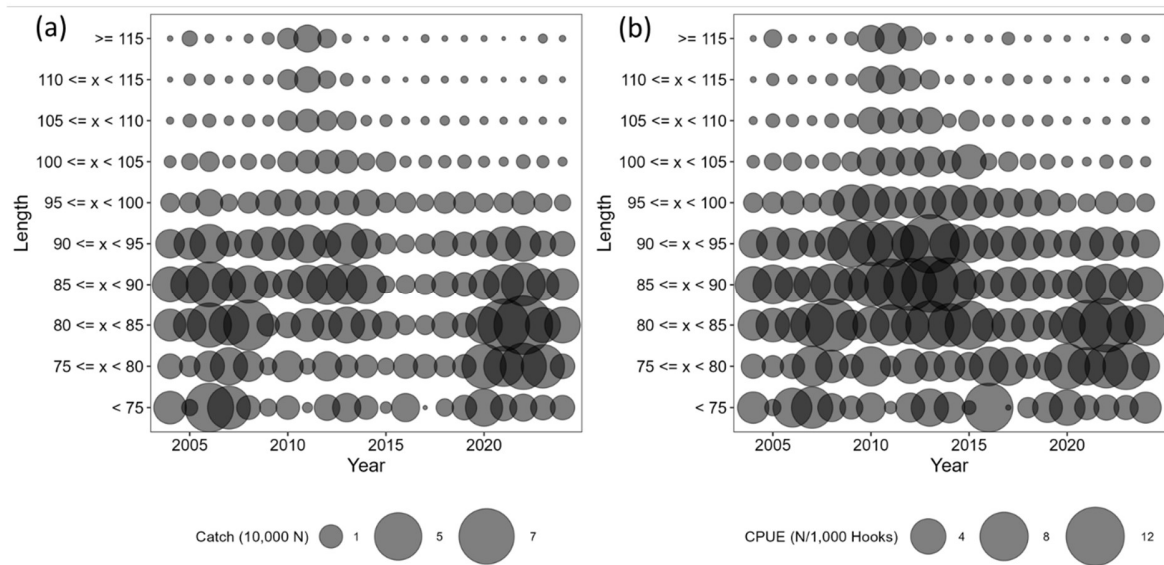 (a)
>= 115
110 <= x < 115
105 <= x < 110
100 <= x < 105
95 <= x < 100
90 <= x < 95
85 <= x < 90
80 <= x < 85
75 <= x < 80
< 75
Length
2005 2010 2015 2020
Year
Catch (10,000 N) 1 5 7
(b)
>= 115
110 <= x < 115
105 <= x < 110
100 <= x < 105
95 <= x < 100
90 <= x < 95
85 <= x < 90
80 <= x < 85
75 <= x < 80
< 75
Length
2005 2010 2015 2020
Year
CPUE (N/1,000 Hooks) 4 8 12